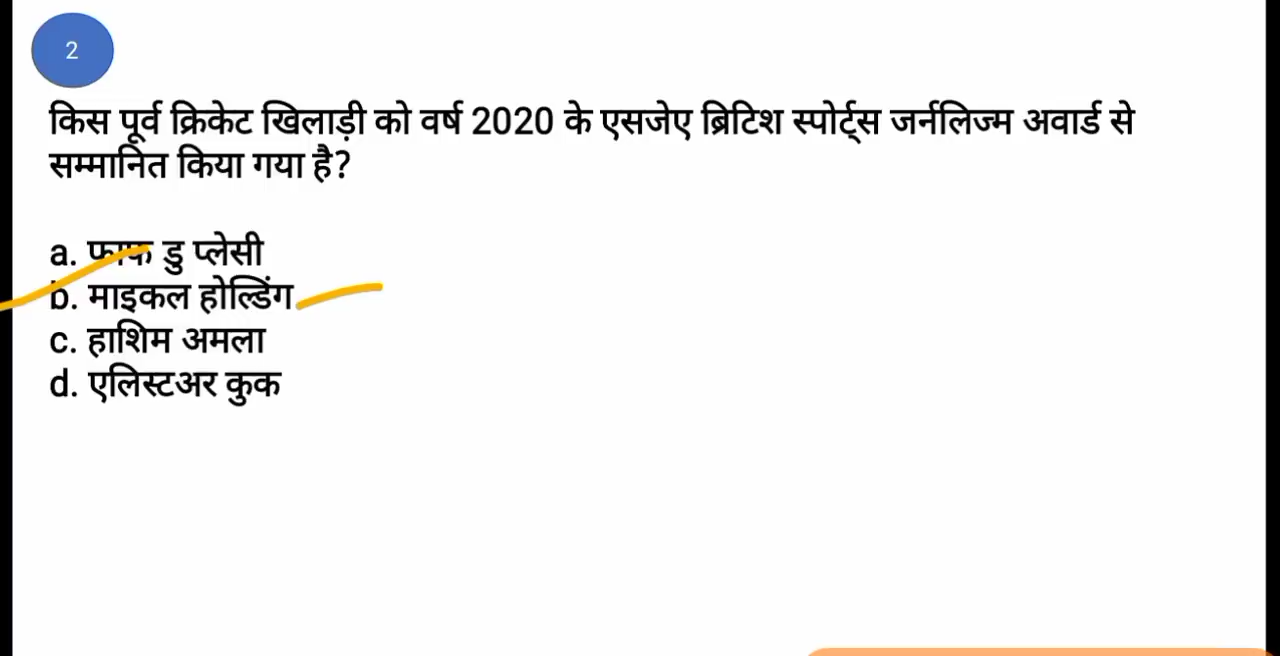 2
किस पूर्व क्रिकेट खिलाड़ी को वर्ष 2020 के एसजेए ब्रिटिश स्पोर्ट्स जर्नलिज्म अवार्ड से
सम्मानित किया गया है?
a. फाफ डु प्लेसी
b. माइकल होल्डिंग
c. हाशिम अमला
d. एलिस्टअर कुक